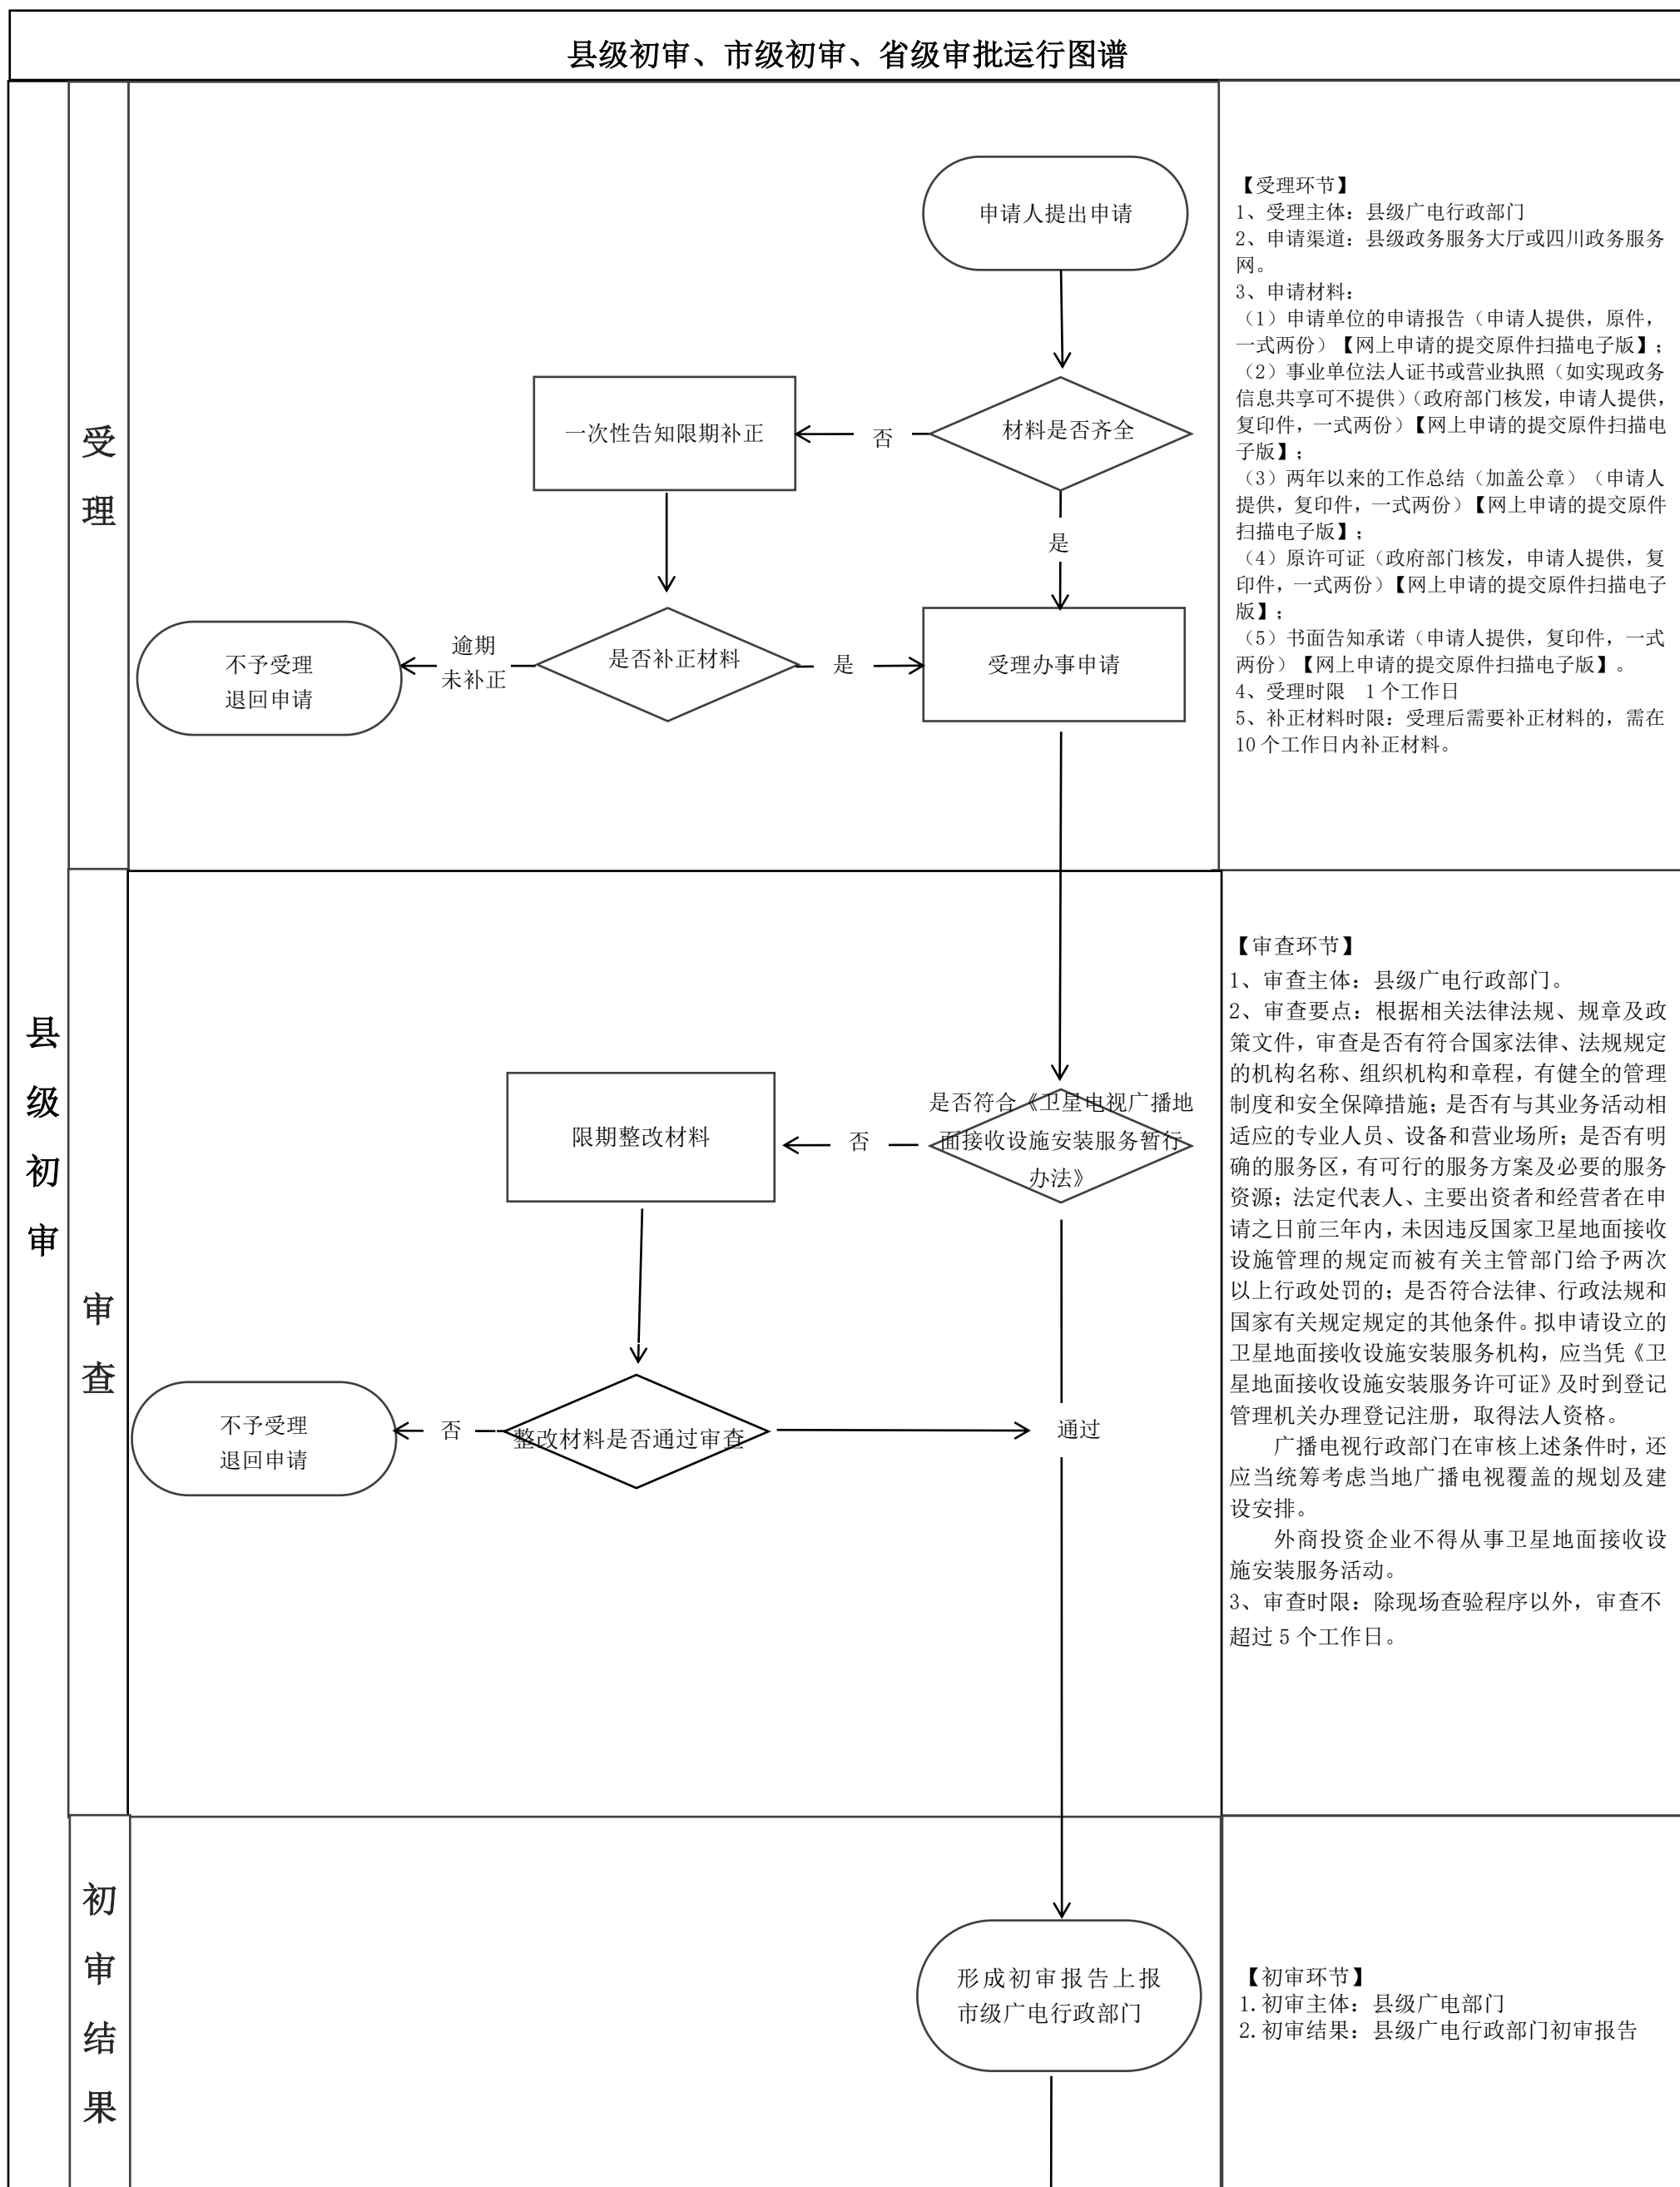 县级初审、市级初审、省级审批运行图谱
县级初审
受理
申请人提出申请
材料是否齐全
否
一次性告知限期补正
是
是否补正材料
逾期
未补正
不予受理
退回申请
是
受理办事申请
【受理环节】
1、受理主体：县级广电行政部门
2、申请渠道：县级政务服务大厅或四川政务服务
网。
3、申请材料：
（1）申请单位的申请报告（申请人提供，原件，
一式两份）【网上申请的提交原件扫描电子版】；
（2）事业单位法人证书或营业执照（如实现政务
信息共享可不提供）（政府部门核发，申请人提供，
复印件，一式两份）【网上申请的提交原件扫描电
子版】；
（3）两年以来的工作总结（加盖公章）（申请人
提供，复印件，一式两份）【网上申请的提交原件
扫描电子版】；
（4）原许可证（政府部门核发，申请人提供，复
印件，一式两份）【网上申请的提交原件扫描电子
版】；
（5）书面告知承诺（申请人提供，复印件，一式
两份）【网上申请的提交原件扫描电子版】。
4、受理时限 1个工作日
5、补正材料时限：受理后需要补正材料的，需在
10个工作日内补正材料。
审查
是否符合《卫星电视广播地
面接收设施安装服务暂行
办法》
否
限期整改材料
整改材料是否通过审查
否
不予受理
退回申请
通过
【审查环节】
1、审查主体：县级广电行政部门。
2、审查要点：根据相关法律法规、规章及政
策文件，审查是否有符合国家法律、法规规定
的机构名称、组织机构和章程，有健全的管理
制度和安全保障措施；是否有与其业务活动相
适应的专业人员、设备和营业场所；是否有明
确的服务区，有可行的服务方案及必要的服务
资源；法定代表人、主要出资者和经营者在申
请之日前三年内，未因违反国家卫星地面接收
设施管理的规定而被有关主管部门给予两次
以上行政处罚的；是否符合法律、行政法规和
国家有关规定规定的其他条件。拟申请设立的
卫星地面接收设施安装服务机构，应当凭《卫
星地面接收设施安装服务许可证》及时到登记
管理机关办理登记注册，取得法人资格。
广播电视行政部门在审核上述条件时，还
应当统筹考虑当地广播电视覆盖的规划及建
设安排。
外商投资企业不得从事卫星地面接收设
施安装服务活动。
3、审查时限：除现场查验程序以外，审查不
超过5个工作日。
初审结果
形成初审报告上报
市级广电行政部门
【初审环节】
1.初审主体：县级广电部门
2.初审结果：县级广电行政部门初审报告